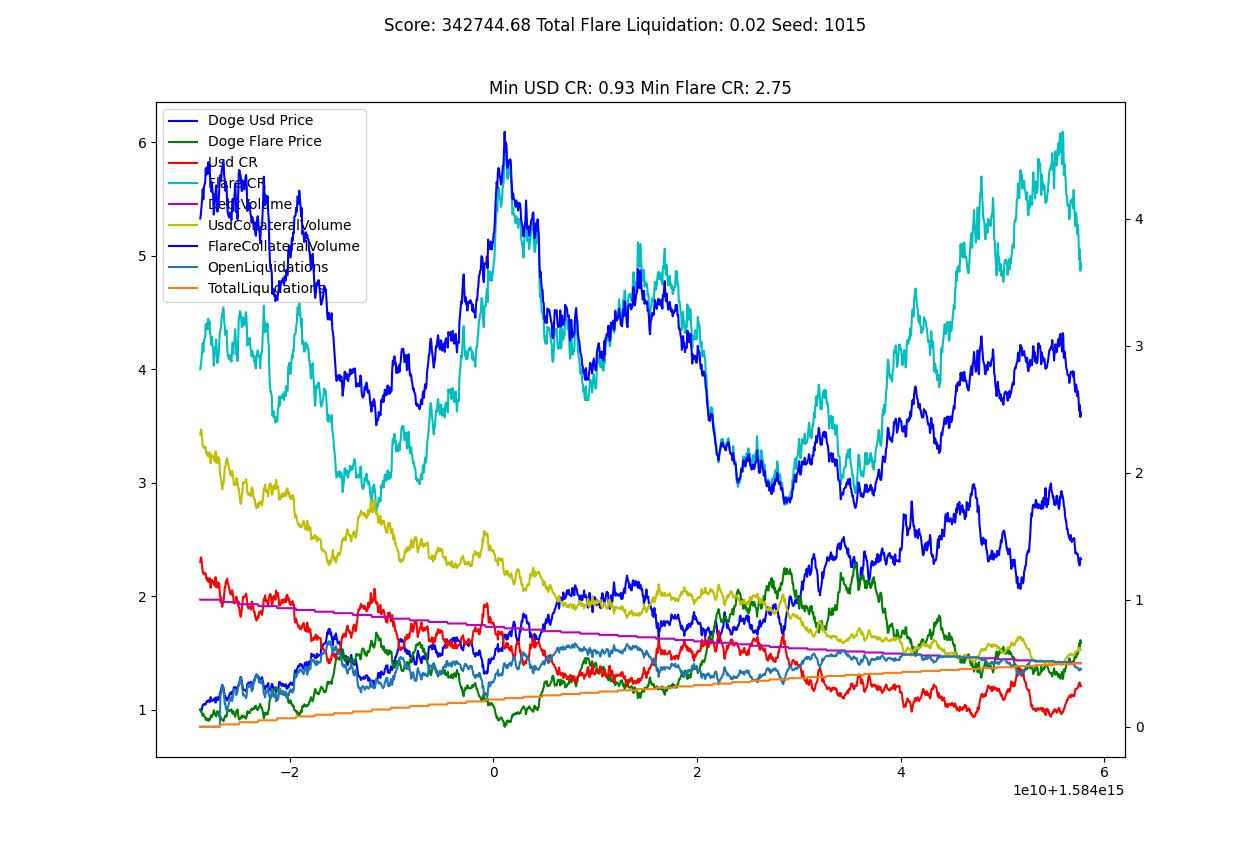 Score: 342744.68 Total Flare Liquidation: 0.02 Seed: 1015
Min USD CR: 0.93 Min Flare CR: 2.75
Doge Usd Price
Doge Flare Price
Usd CR
Flare CR
DebtVolume
UsdCollateralVolume
FlareCollateralVolume
OpenLiquidations
TotalLiquidations
6
5
4
3
2
1
4
3
2
1
0
−2
0
2
4
6
1e10+1.584e15